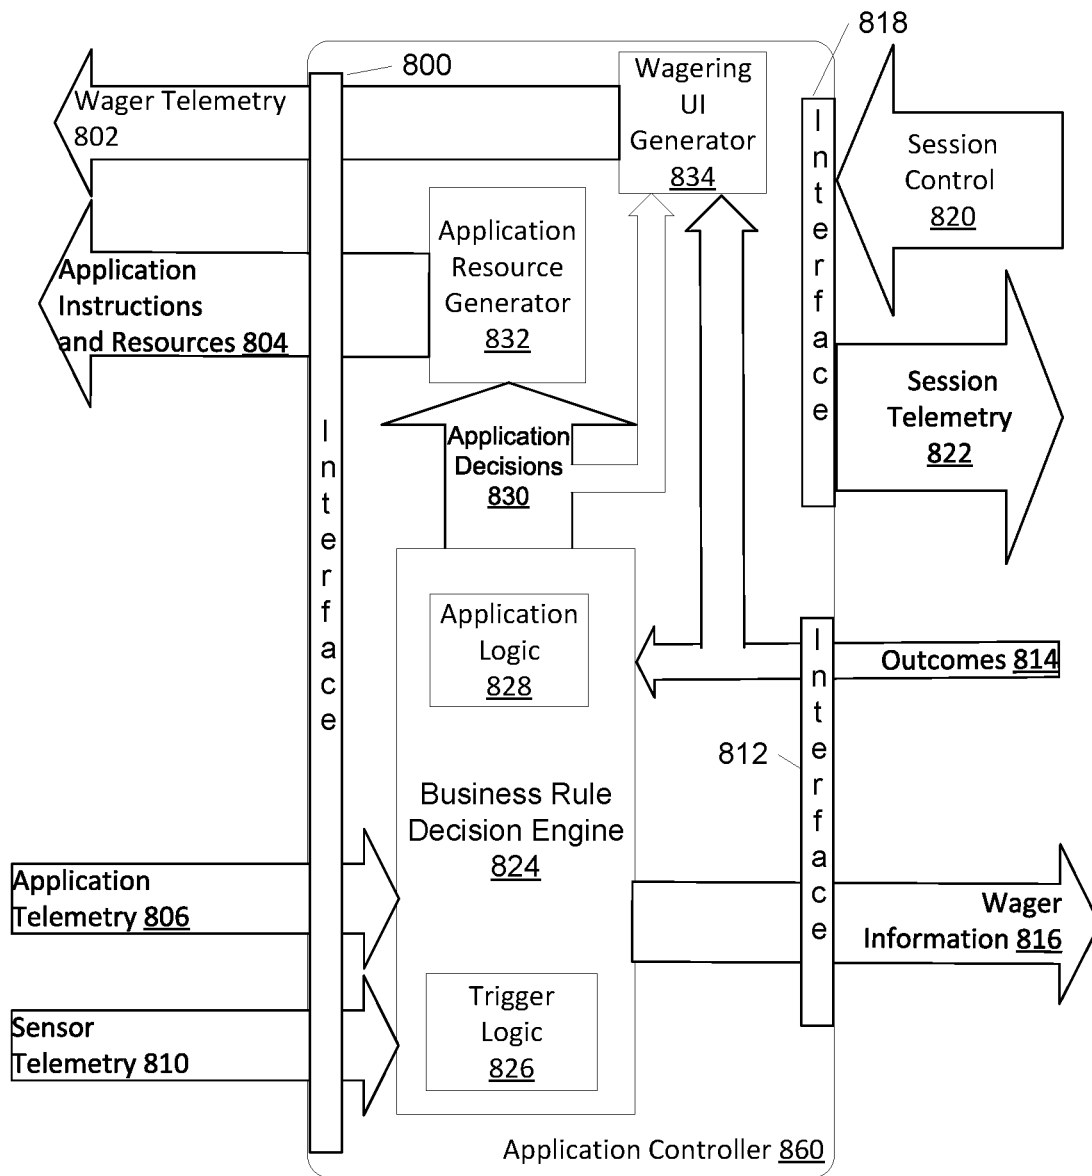 800
818
Wager Telemetry
802
Wagering
UI
Generator
834
Interface
Session
Control
820
Application
Resource
Generator
832
Application
Instructions
and Resources 804
Session
Telemetry
822
Interface
Application
Decisions
830
Application
Logic
828
Outcomes 814
Interface
812
Business Rule
Decision Engine
824
Application
Telemetry 806
Wager
Information 816
Trigger
Logic
826
Sensor
Telemetry 810
Application Controller 860